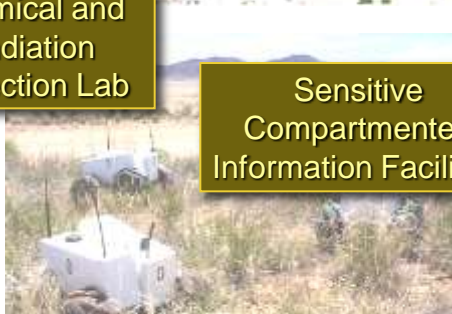 mical and
diation
ction Lab
Sensitive
Compartmente
Information Facili